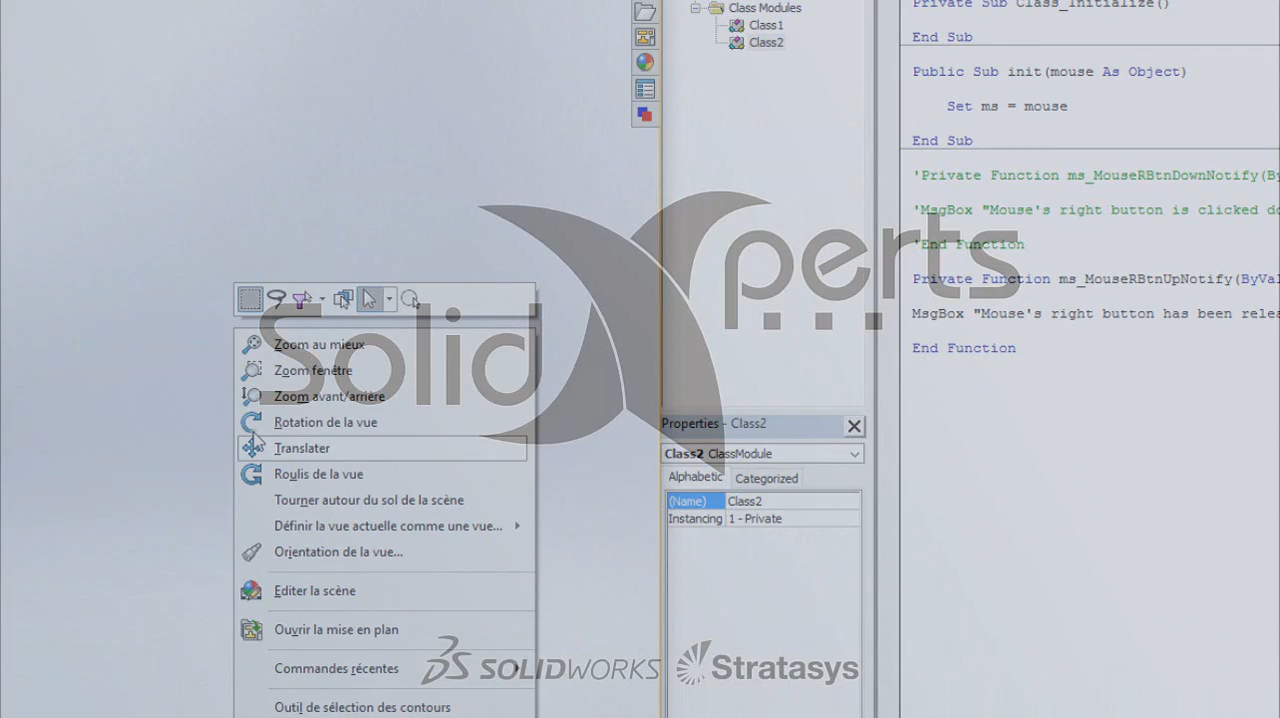 Class Modules
Class1
Class2
Private Sub Class_Initialize()
End Sub
Public Sub init(mouse As Object)
Set ms = mouse
End Sub
'Private Function ms_MouseRBtnDownNotify(By
'MsgBox "Mouse's right button is clicked do
'End Function
Private Function ms_MouseRBtnUpNotify(ByVal
MsgBox "Mouse's right button has been relea
End Function
Solid Xperts
Zoom au mieux
Zoom fenêtre
Zoom avant/arrière
Rotation de la vue
Translater
Roulis de la vue
Tourner autour du sol de la scène
Définir la vue actuelle comme une vue...
Orientation de la vue...
Editer la scène
Ouvrir la mise en plan
Commandes récentes
Outil de sélection des contours
Properties - Class2
Class2 ClassModule
Alphabetic Categorized
(Name) Class2
Instancing 1 - Private
SOLIDWORKS
Stratasys